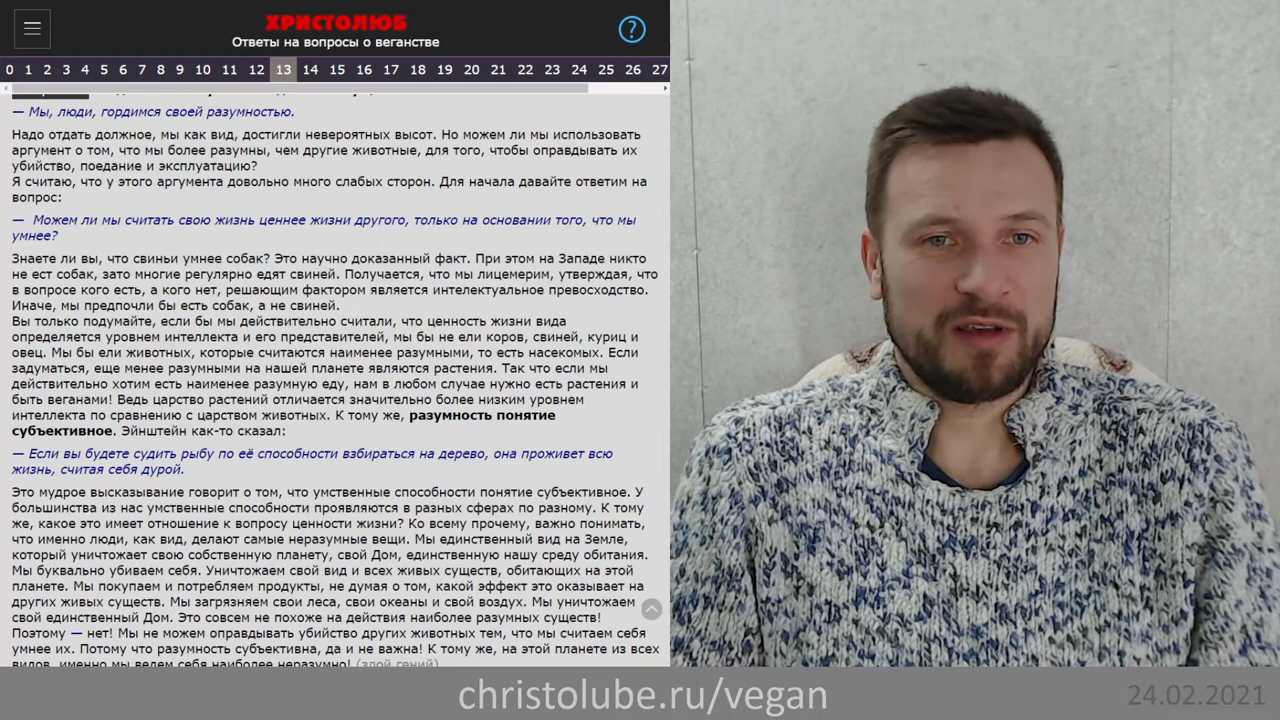 ХРИСТОЛЮБ
Ответы на вопросы о веганстве
?
0 1 2 3 4 5 6 7 8 9 10 11 12 13 14 15 16 17 18 19 20 21 22 23 24 25 26 27
— Мы, люди, гордимся своей разумностью.
Надо отдать должное, мы как вид, достигли невероятных высот. Но можем ли мы использовать
аргумент о том, что мы более разумны, чем другие животные, для того, чтобы оправдывать их
убийство, поедание и эксплуатацию?
Я считаю, что у этого аргумента довольно много слабых сторон. Для начала давайте ответим на
вопрос:
— Можем ли мы считать свою жизнь ценнее жизни другого, только на основании того, что мы
умнее?
Знаете ли вы, что свиньи умнее собак? Это научно доказанный факт. При этом на Западе никто
не ест собак, зато многие регулярно едят свиней. Получается, что мы лицемерим, утверждая, что
в вопросе кого есть, а кого нет, решающим фактором является интелектуальное превосходство.
Иначе, мы предпочли бы есть собак, а не свиней.
Вы только подумайте, если бы мы действительно считали, что ценность жизни вида
определяется уровнем интеллекта и его представителей, мы бы не ели коров, свиней, куриц и
овец. Мы бы ели животных, которые считаются наименее разумными, то есть насекомых. Если
задуматься, еще менее разумными на нашей планете являются растения. Так что если мы
действительно хотим есть наименее разумную еду, нам в любом случае нужно есть растения и
быть веганами! Ведь царство растений отличается значительно более низким уровнем
интеллекта по сравнению с царством животных. К тому же, разумность понятие
субъективное. Эйнштейн как-то сказал:
— Если вы будете судить рыбу по её способности взбираться на дерево, она проживет всю
жизнь, считая себя дурой.
Это мудрое высказывание говорит о том, что умственные способности понятие субъективное. У
большинства из нас умственные способности проявляются в разных сферах по разному. К тому
же, какое это имеет отношение к вопросу ценности жизни? Ко всему прочему, важно понимать,
что именно люди, как вид, делают самые неразумные вещи. Мы единственный вид на Земле,
который уничтожает свою собственную планету, свой Дом, единственную нашу среду обитания.
Мы буквально убиваем себя. Уничтожаем свой вид и всех живых существ, обитающих на этой
планете. Мы покупаем и потребляем продукты, не думая о том, какой эффект это оказывает на
других живых существ. Мы загрязняем свои леса, свои океаны и свой воздух. Мы уничтожаем
свой единственный Дом. Это совсем не похоже на действия наиболее разумных существ!
Поэтому — нет! Мы не можем оправдывать убийство других животных тем, что мы считаем себя
умнее их. Потому что разумность субъективна, да и не важна! К тому же, на этой планете из всех
видов, именно мы ведем себя наиболее неразумно! (злой гений)
christolube.ru/vegan
24.02.2021